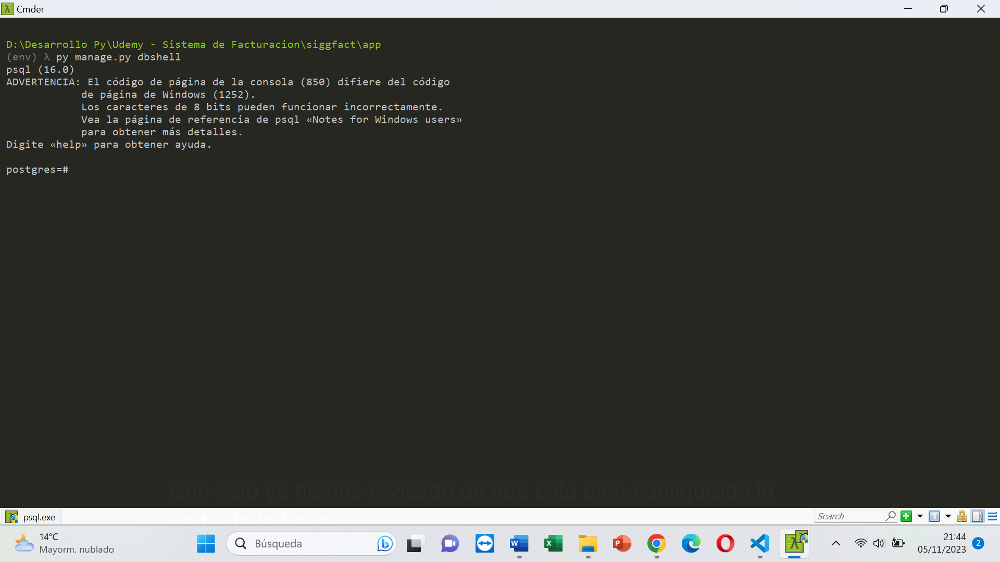 Cmder
D:\Desarrollo Py\Udemy - Sistema de Facturacion\siggfact\app
(env) λ py manage.py dbshell
psql (16.0)
ADVERTENCIA: El código de página de la consola (850) difiere del código
de página de Windows (1252).
Los caracteres de 8 bits pueden funcionar incorrectamente.
Vea la página de referencia de psql «Notes for Windows users»
para obtener más detalles.
Digite «help» para obtener ayuda.
postgres=#
Con esto ya hemos revisado de que está bien configurada la
parte de la base
psql.exe
Search
14°C
Mayorm. nublado
Búsqueda
21:44
05/11/2023
2